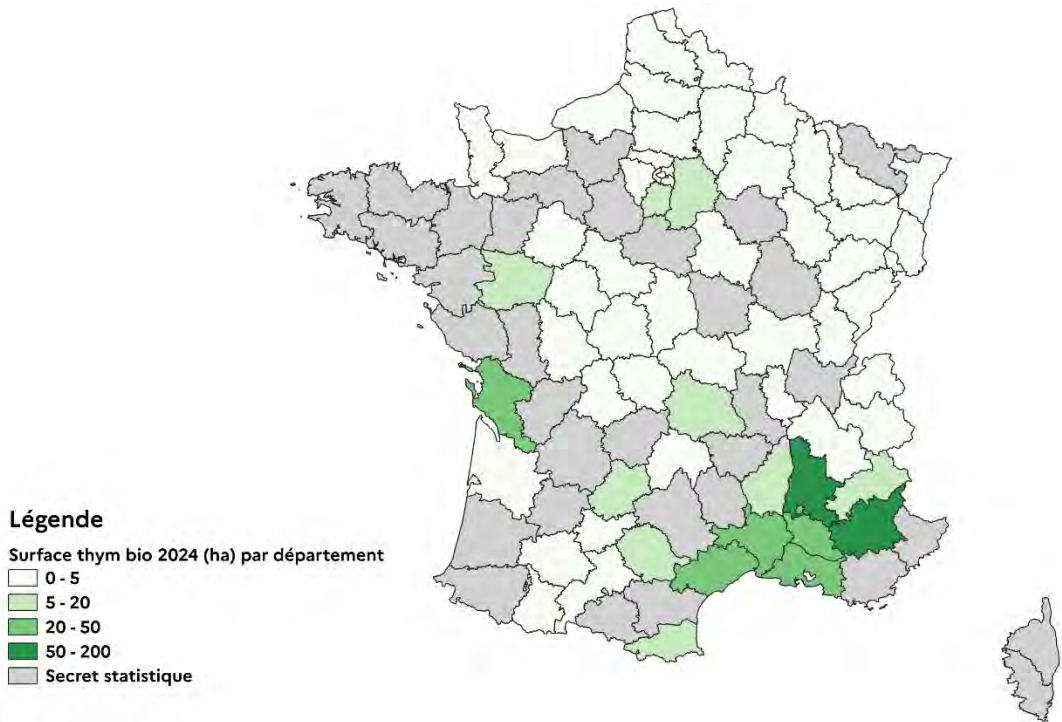 Légende
Surface thym bio 2024 (ha) par département
0 - 5
5 - 20
20 - 50
50 - 200
Secret statistique